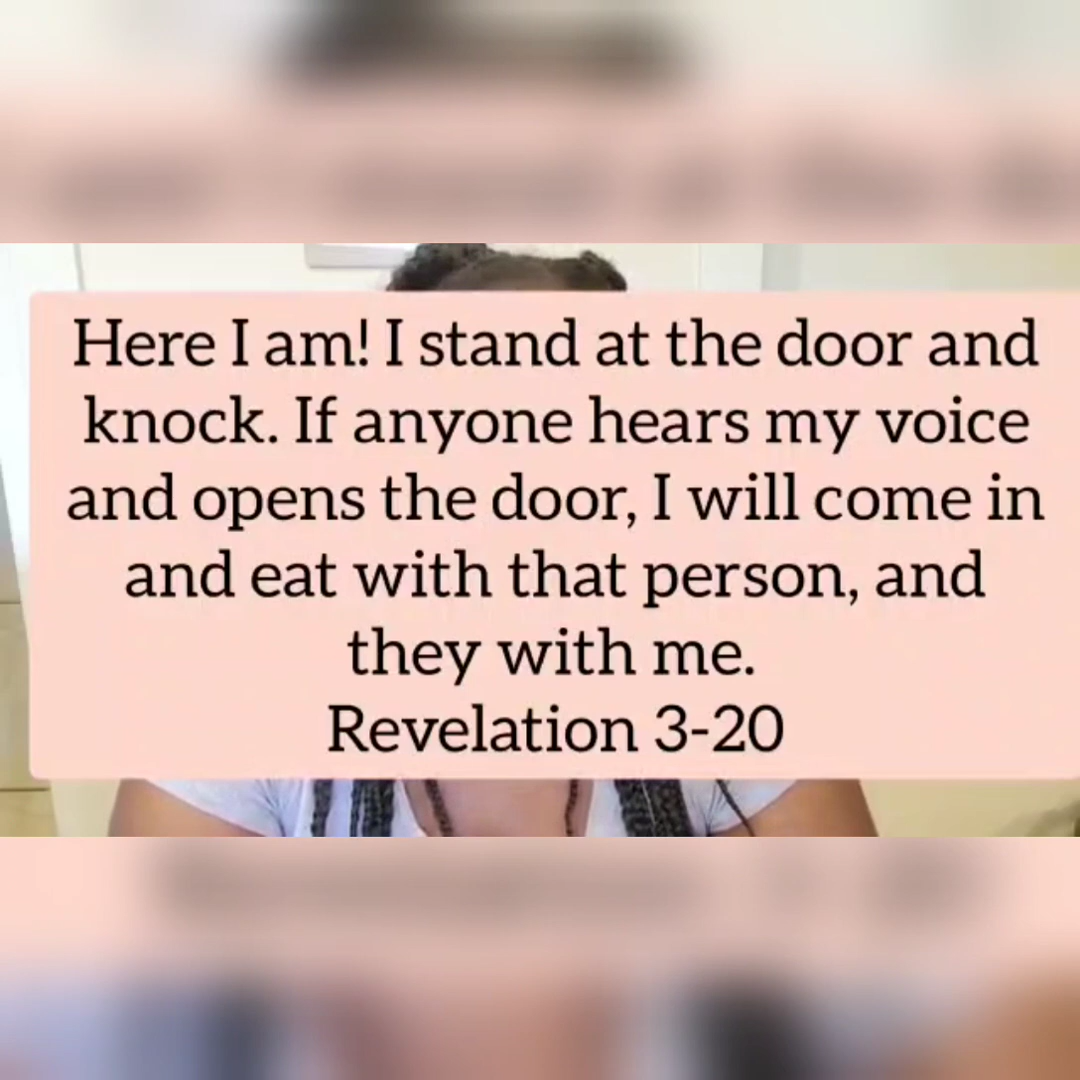 Here I am! I stand at the door and
knock. If anyone hears my voice
and opens the door, I will come in
and eat with that person, and
they with me.
Revelation 3-20